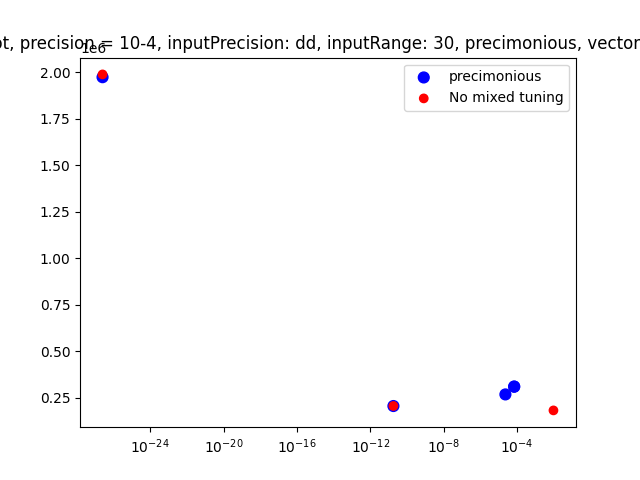 ot, precision = 10-4, inputPrecision: dd, inputRange: 30, precimonious, vector
1e6
precimonious
No mixed tuning
2.00
1.75
1.50
1.25
1.00
0.75
0.50
0.25
10⁻²⁴ 10⁻²⁰ 10⁻¹⁶ 10⁻¹² 10⁻⁸ 10⁻⁴